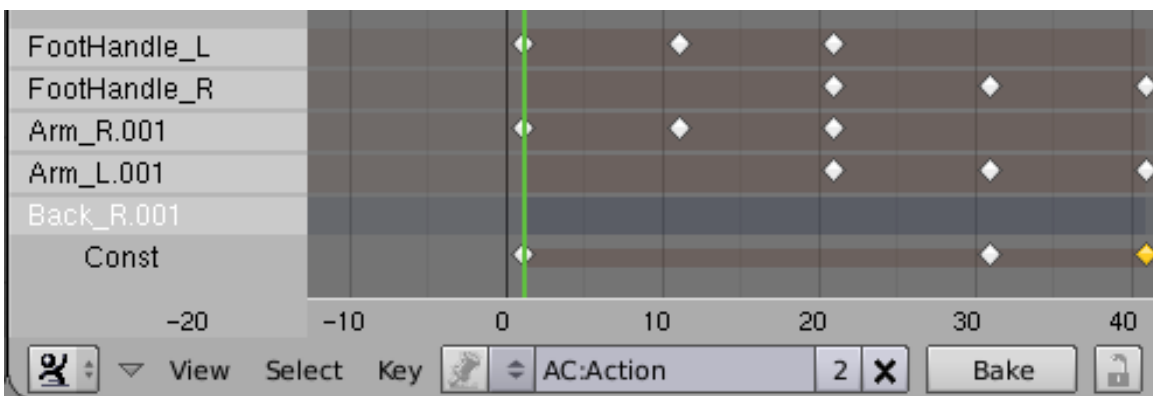 FootHandle_L
FootHandle_R
Arm_R.001
Arm_L.001
Back_R.001
Const
-20 -10 0 10 20 30 40
View Select Key AC:Action 2 X Bake